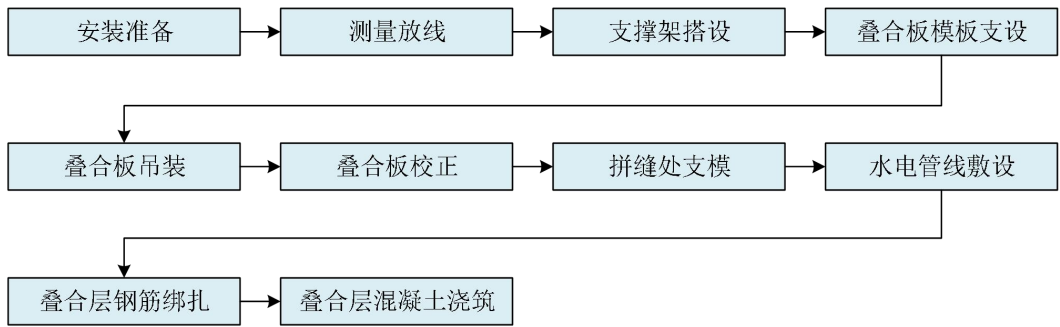 安装准备
测量放线
支撑架搭设
叠合板模板支设
叠合板吊装
叠合板校正
拼缝处支模
水电管线敷设
叠合层钢筋绑扎
叠合层混凝土浇筑